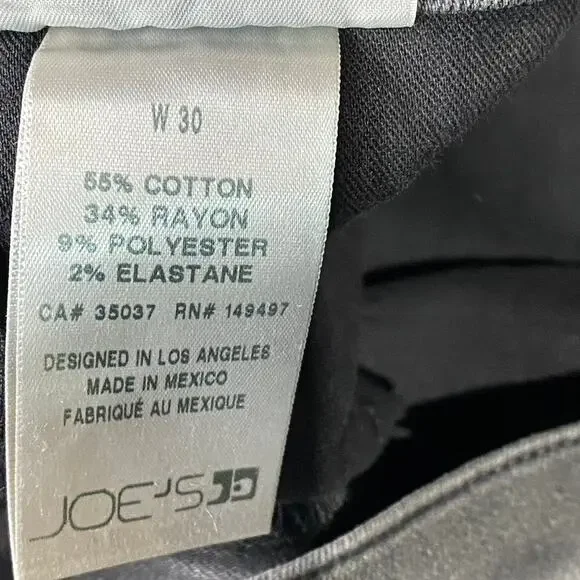 W 30
55% COTTON
34% RAYON
9% POLYESTER
2% ELASTANE
CA# 35037 RN# 149497
DESIGNED IN LOS ANGELES
MADE IN MEXICO
FABRIQUÉ AU MEXIQUE
JOE'S